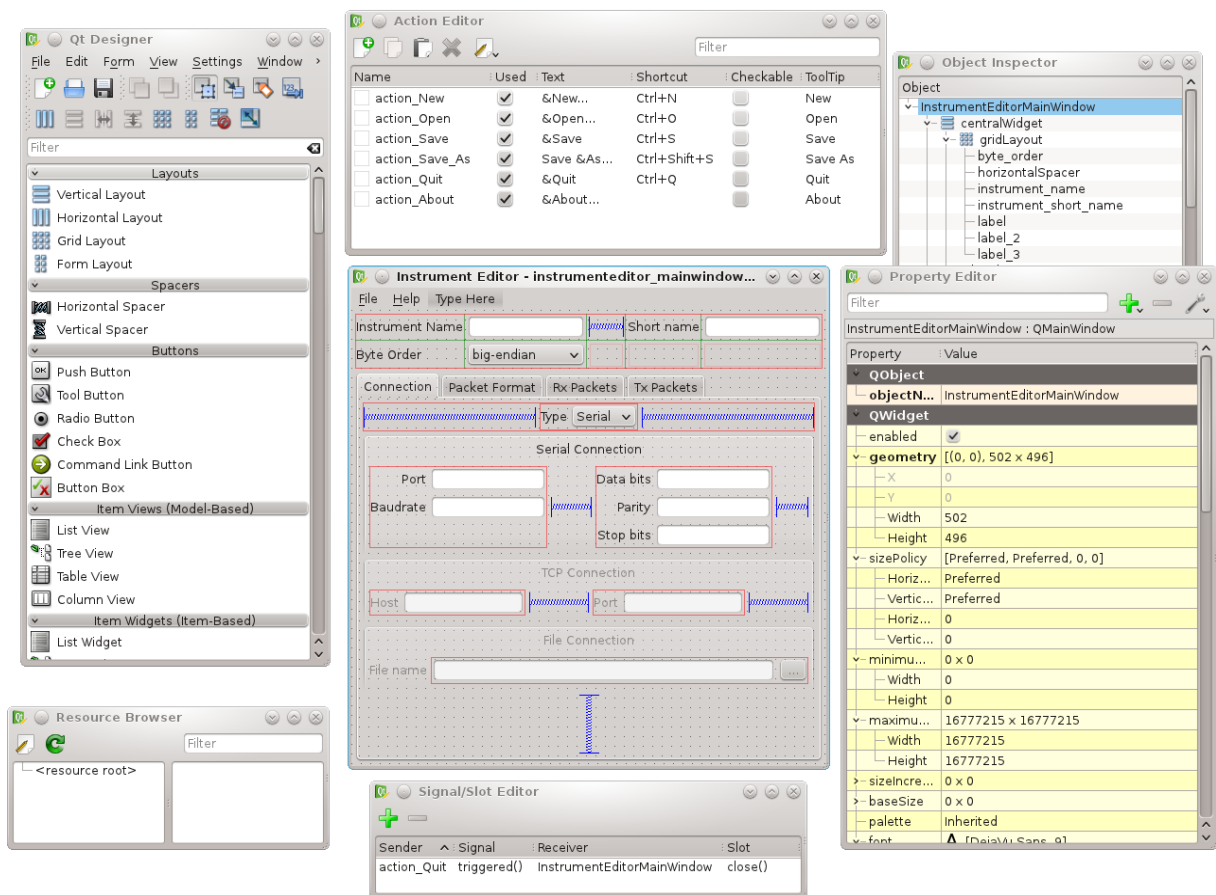 Qt Designer
File Edit Form View Settings Window
Filter
Layouts
Vertical Layout
Horizontal Layout
Grid Layout
Form Layout
Spacers
Horizontal Spacer
Vertical Spacer
Buttons
OK Push Button
Tool Button
Radio Button
Check Box
Command Link Button
Button Box
Item Views (Model-Based)
List View
Tree View
Table View
Column View
Item Widgets (Item-Based)
List Widget
Resource Browser
Filter
<resource root>
Action Editor
Filter
Name Used Text Shortcut Checkable ToolTip
action_New &New... Ctrl+N New
action_Open &Open... Ctrl+O Open
action_Save &Save Ctrl+S Save
action_Save_As Save &As... Ctrl+Shift+S Save As
action_Quit &Quit Ctrl+Q Quit
action_About &About... About
Instrument Editor - instrumenteditor_mainwindow...
File Help Type Here
Instrument Name Short name
Byte Order big-endian
Connection Packet Format Rx Packets Tx Packets
Type Serial
Serial Connection
Port Data bits
Baudrate Parity
Stop bits
TCP Connection
Host Port
File Connection
File name ...
Signal/Slot Editor
Sender Signal Receiver Slot
action_Quit triggered() InstrumentEditorMainWindow close()
Object Inspector
Object
InstrumentEditorMainWindow
centralWidget
gridLayout
byte_order
horizontalSpacer
instrument_name
instrument_short_name
label
label_2
label_3
Property Editor
Filter
InstrumentEditorMainWindow : QMainWindow
Property Value
QObject
objectN... InstrumentEditorMainWindow
QWidget
enabled
geometry [(0, 0), 502 x 496]
X 0
Y 0
Width 502
Height 496
sizePolicy [Preferred, Preferred, 0, 0]
Horiz... Preferred
Vertic... Preferred
Horiz... 0
Vertic... 0
minimu... 0 x 0
Width 0
Height 0
maximu... 16777215 x 16777215
Width 16777215
Height 16777215
sizeIncre... 0 x 0
baseSize 0 x 0
palette Inherited
font A [DejaVu Sans, 9]